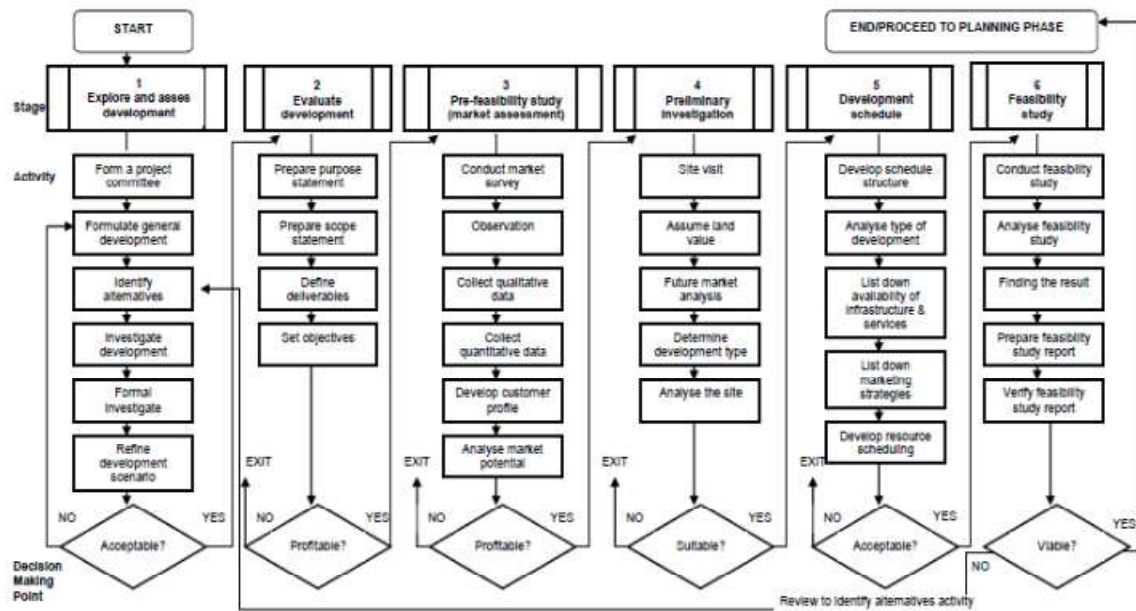 START
END/PROCEED TO PLANNING PHASE
Stage
1
Explore and asses
development
2
Evaluate
development
3
Pre-feasibility study
(market assessment)
4
Preliminary
investigation
5
Development
schedule
6
Feasibility
study
Activity
Form a project
committee
Formulate general
development
Identify
alternatives
Investigate
development
Formal
investigate
Refine
development
scenario
Prepare purpose
statement
Prepare scope
statement
Define
deliverables
Set objectives
Conduct market
survey
Observation
Collect qualitative
data
Collect
quantitative data
Develop customer
profile
Analyse market
potential
Site visit
Assume land
value
Future market
analysis
Determine
development type
Analyse the site
Develop schedule
structure
Analyse type of
development
List down
availability of
infrastructure &
services
List down
marketing
strategies
Develop resource
scheduling
Conduct feasibility
study
Analyse feasibility
study
Finding the result
Prepare feasibility
study report
Verify feasibility
study report
Decision
Making
Point
NO
YES
Acceptable?
EXIT
NO
YES
Profitable?
EXIT
NO
YES
Profitable?
EXIT
NO
YES
Suitable?
EXIT
NO
YES
Acceptable?
YES
Viable?
NO
Review to Identify alternatives activity